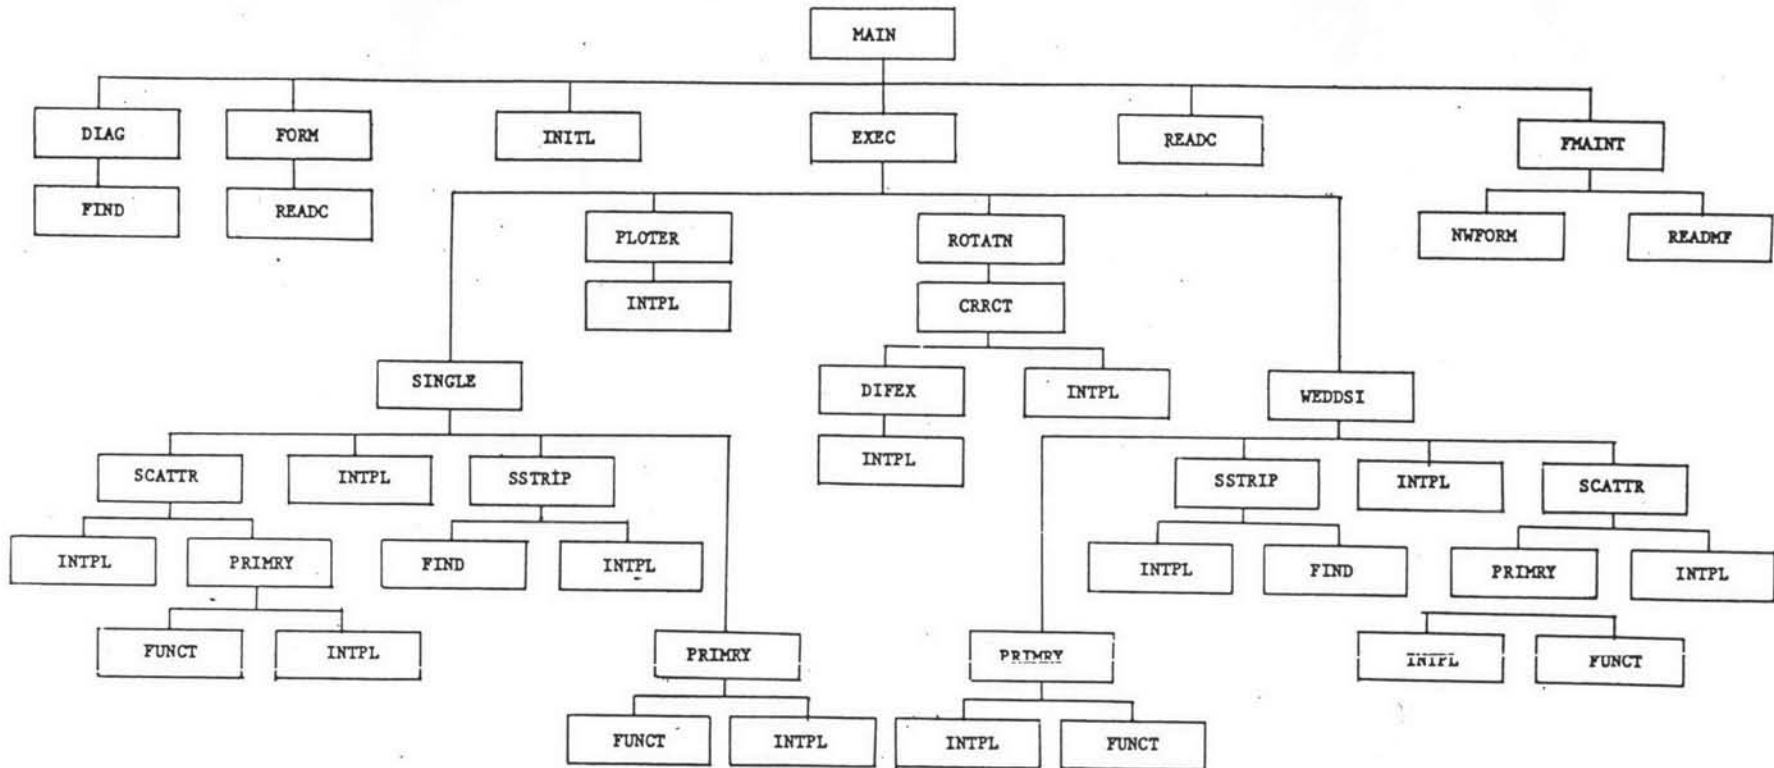 MAIN
DIAG
FORM
INITL
EXEC
READC
FMAINT
FIND
READC
PLOTER
ROTATN
NWFORM
READMF
INTPL
CRRCT
SINGLE
DIFEX
INTPL
WEDDSI
INTPL
SCATTR
INTPL
SSTRIP
SSTRIP
INTPL
SCATTR
INTPL
PRIMRY
FIND
INTPL
INTPL
FIND
PRIMRY
INTPL
FUNCT
INTPL
PRIMRY
PRIMRY
INTPL
FUNCT
FUNCT
INTPL
INTPL
FUNCT